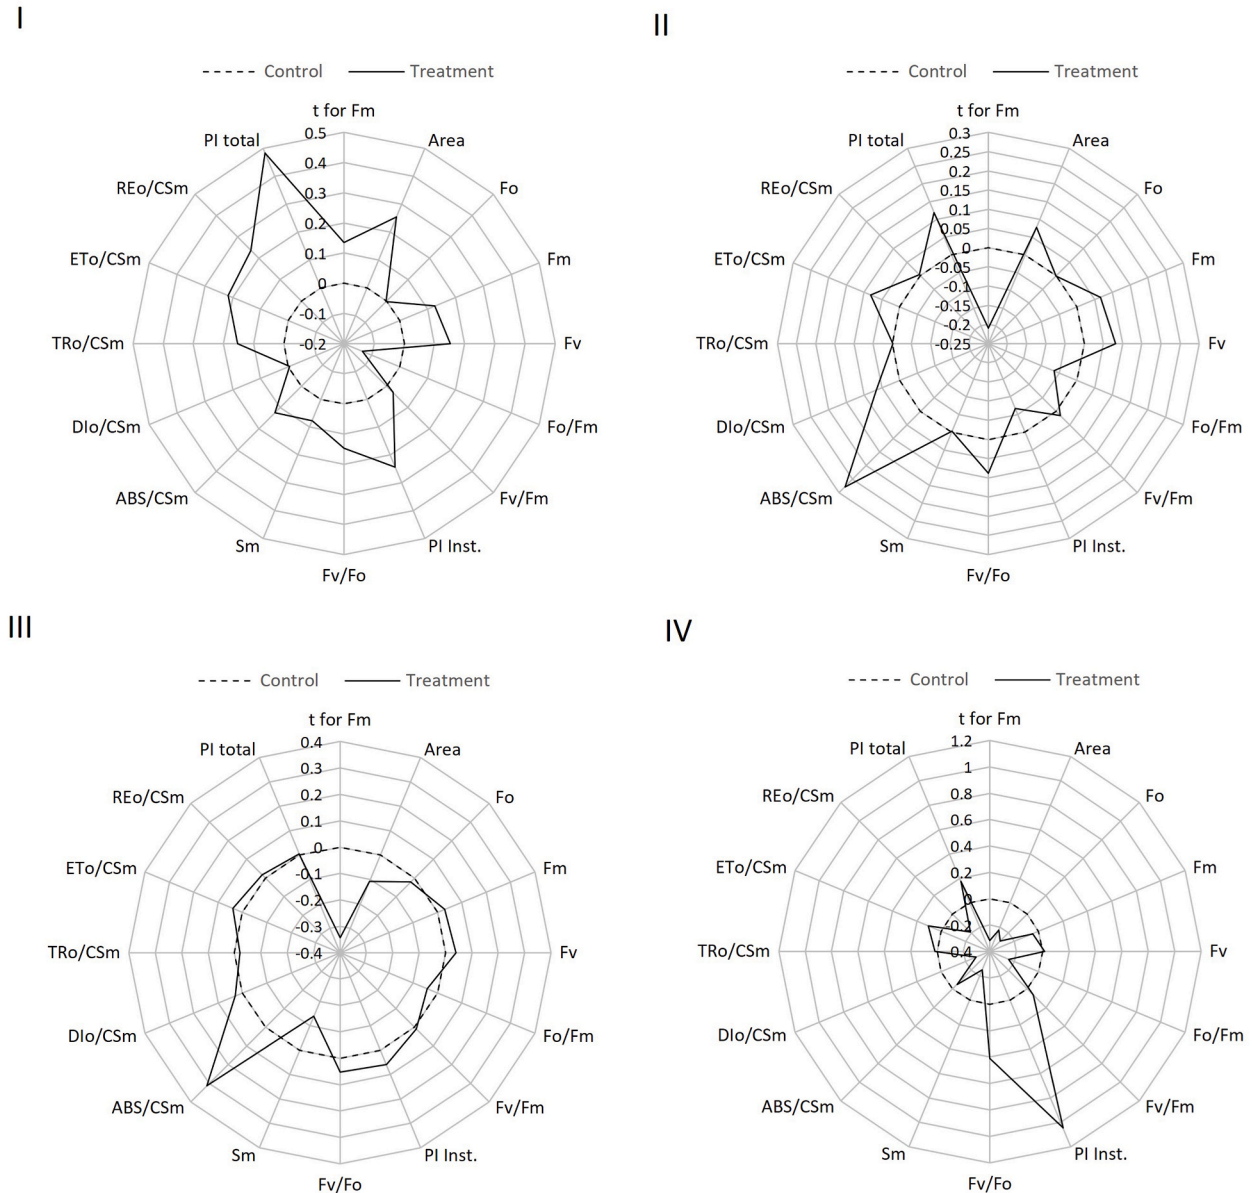 I
Control Treatment
t for Fm
Area
Fo
Fm
Fv
Fo/Fm
Fv/Fm
PI Inst.
Fv/Fo
Sm
ABS/CSm
DIo/CSm
TRo/CSm
ETo/CSm
REo/CSm
PI total
0.5
0.4
0.3
0.2
0.1
0
-0.1
-0.2
II
Control Treatment
t for Fm
Area
Fo
Fm
Fv
Fo/Fm
Fv/Fm
PI Inst.
Fv/Fo
Sm
ABS/CSm
DIo/CSm
TRo/CSm
ETo/CSm
REo/CSm
PI total
0.3
0.25
0.2
0.15
0.1
0.05
0
-0.05
-0.1
-0.15
-0.2
-0.25
III
Control Treatment
t for Fm
Area
Fo
Fm
Fv
Fo/Fm
Fv/Fm
PI Inst.
Fv/Fo
Sm
ABS/CSm
DIo/CSm
TRo/CSm
ETo/CSm
REo/CSm
PI total
0.4
0.3
0.2
0.1
0
-0.1
-0.2
-0.3
-0.4
IV
Control Treatment
t for Fm
Area
Fo
Fm
Fv
Fo/Fm
Fv/Fm
PI Inst.
Fv/Fo
Sm
ABS/CSm
DIo/CSm
TRo/CSm
ETo/CSm
REo/CSm
PI total
1.2
1
0.8
0.6
0.4
0.2
0
-0.2
-0.4